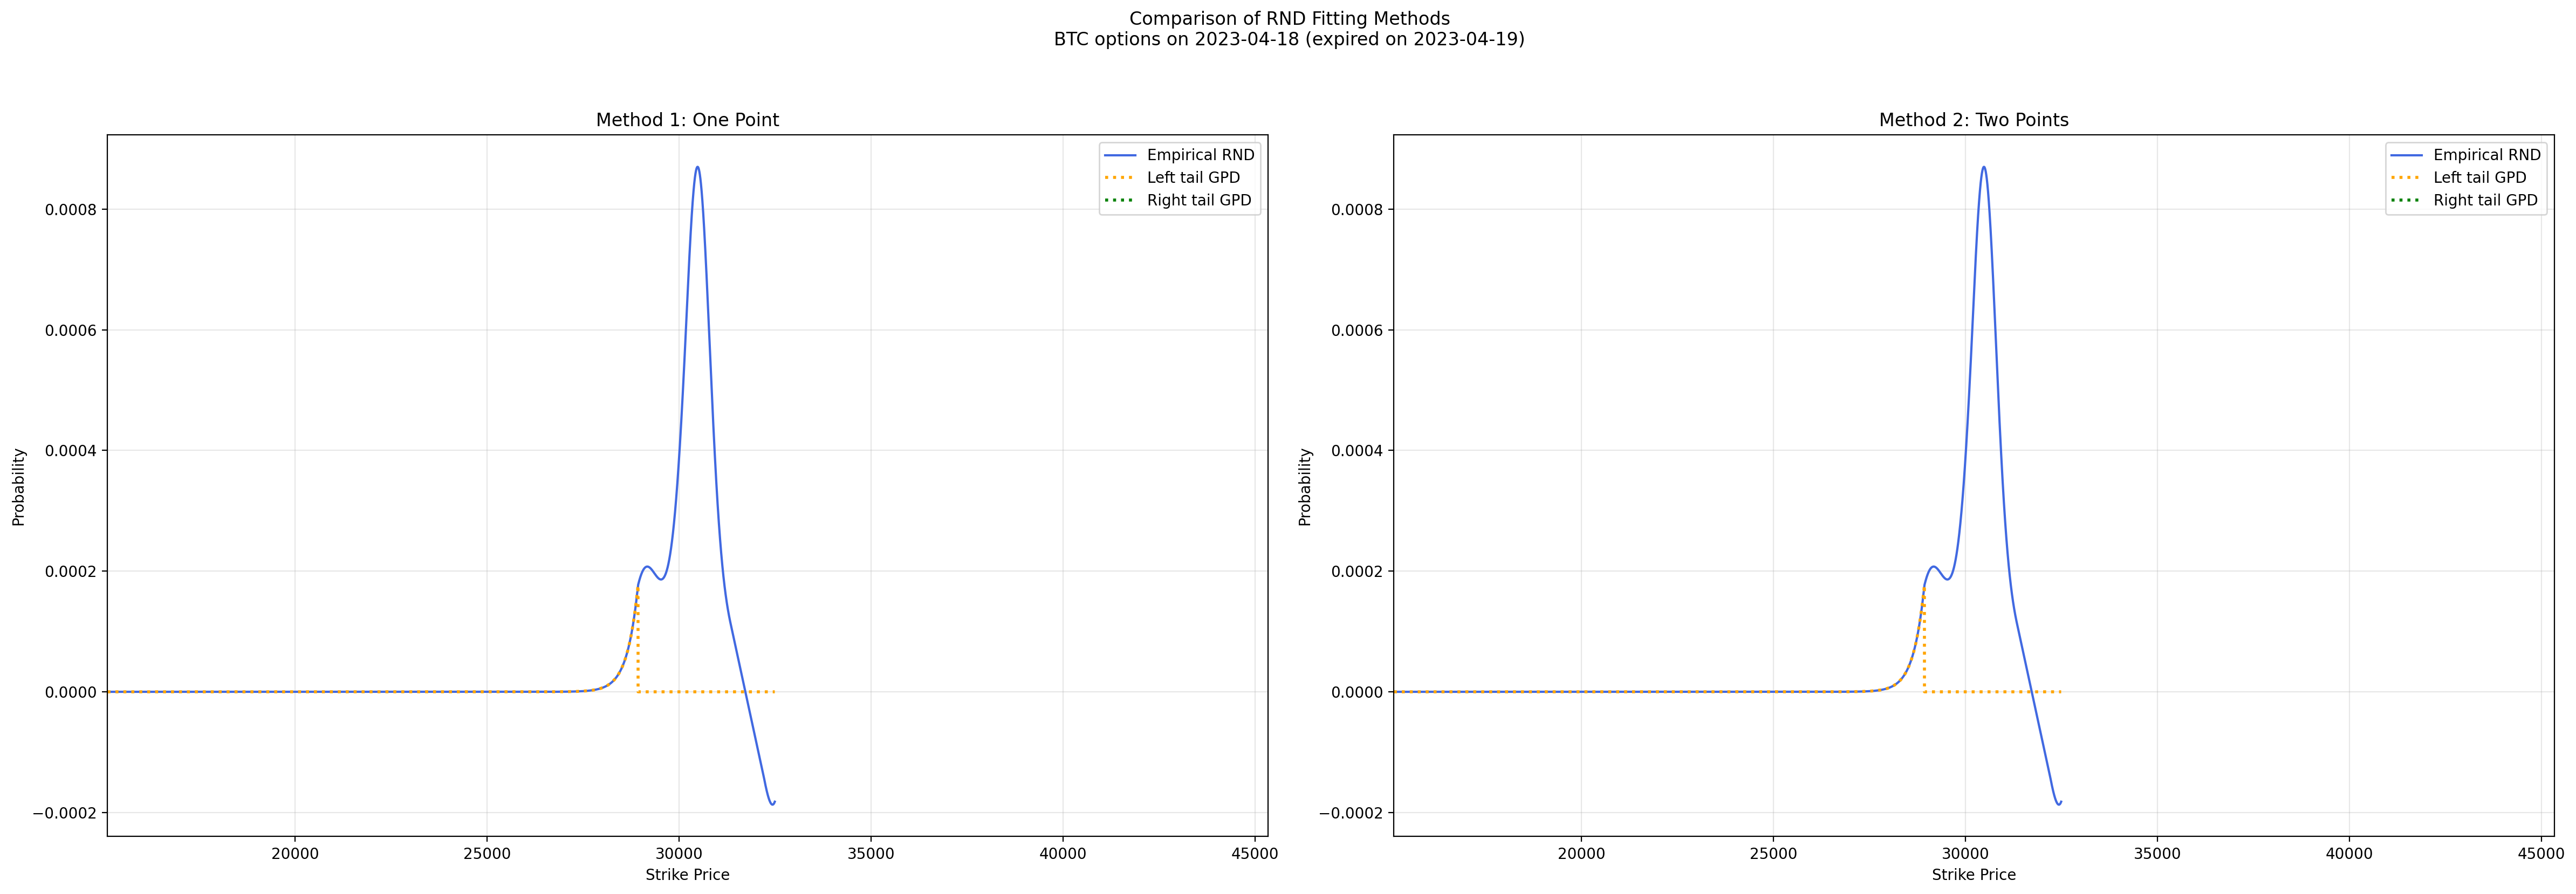 Comparison of RND Fitting Methods
BTC options on 2023-04-18 (expired on 2023-04-19)
Method 1: One Point
Empirical RND
Left tail GPD
Right tail GPD
0.0008
0.0006
0.0004
0.0002
0.0000
−0.0002
Probability
20000
25000
30000
35000
40000
45000
Strike Price
Method 2: Two Points
Empirical RND
Left tail GPD
Right tail GPD
0.0008
0.0006
0.0004
0.0002
0.0000
−0.0002
Probability
20000
25000
30000
35000
40000
45000
Strike Price